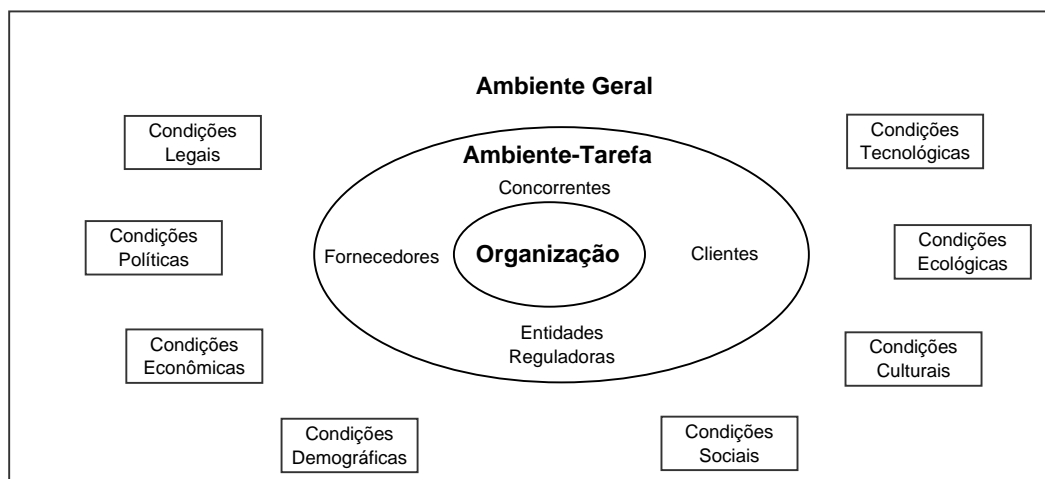 Ambiente Geral
Condições
Legais
Condições
Tecnológicas
Ambiente-Tarefa
Concorrentes
Condições
Políticas
Fornecedores
Organização
Clientes
Condições
Ecológicas
Entidades
Reguladoras
Condições
Econômicas
Condições
Culturais
Condições
Demográficas
Condições
Sociais